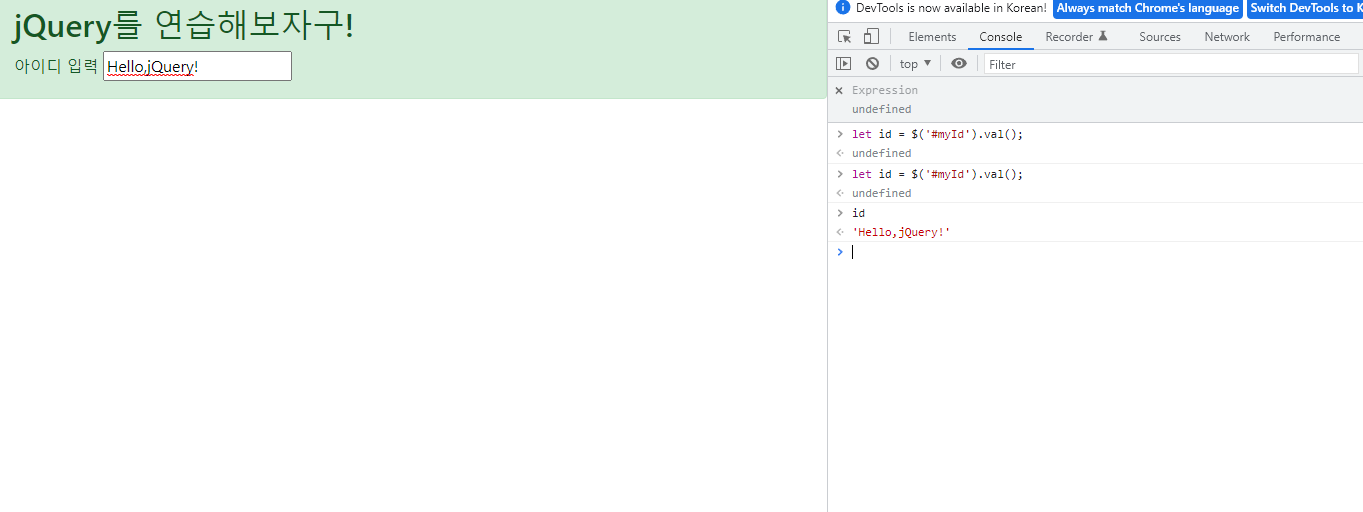 jQuery를 연습해보자구!
아이디 입력 Hello,jQuery!
DevTools is now available in Korean! Always match Chrome's language Switch DevTools to K
Elements Console Recorder Sources Network Performance
top ▼ Filter
× Expression
undefined
> let id = $('#myId').val();
undefined
> let id = $('#myId').val();
undefined
> id
'Hello,jQuery!'
>